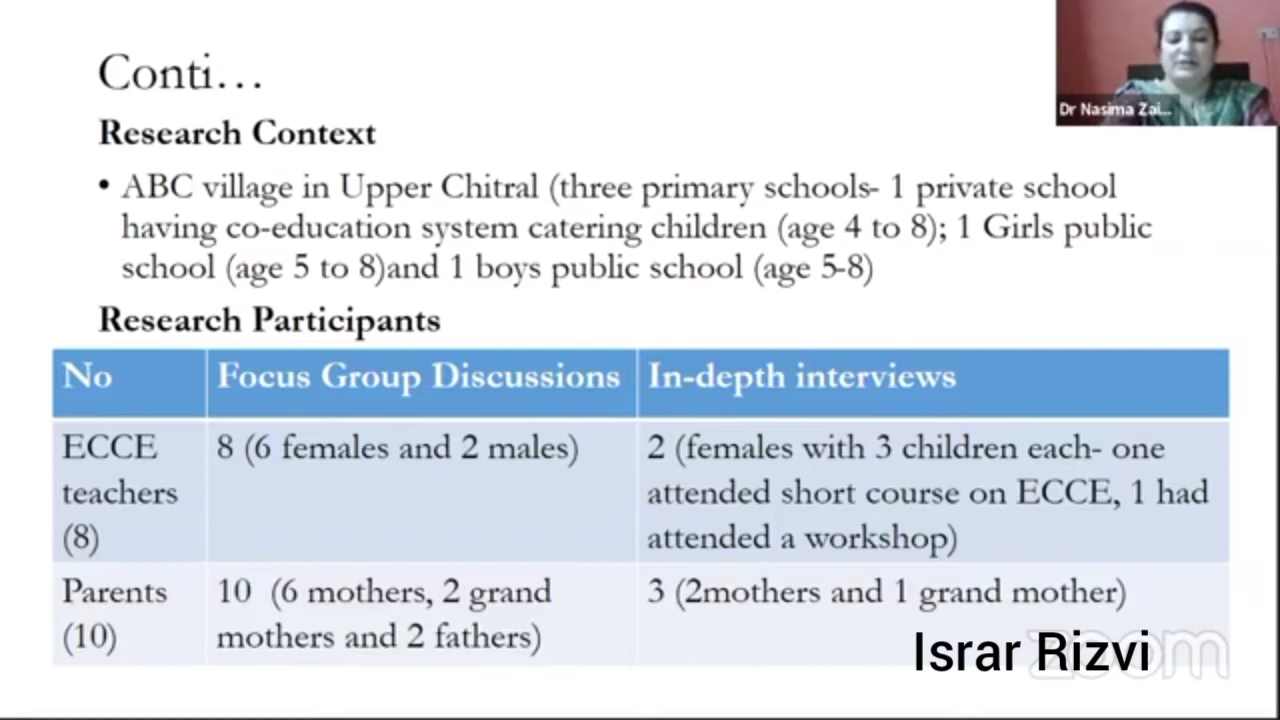 Conti…
Dr Nasima Zai...
Research Context
• ABC village in Upper Chitral (three primary schools- 1 private school
having co-education system catering children (age 4 to 8); 1 Girls public
school (age 5 to 8)and 1 boys public school (age 5-8)
Research Participants
No
Focus Group Discussions
In-depth interviews
ECCE
teachers
(8)
8 (6 females and 2 males)
2 (females with 3 children each- one
attended short course on ECCE, 1 had
attended a workshop)
Parents
(10)
10 (6 mothers, 2 grand
mothers and 2 fathers)
3 (2mothers and 1 grand mother)
Israr Rizvi
zoom